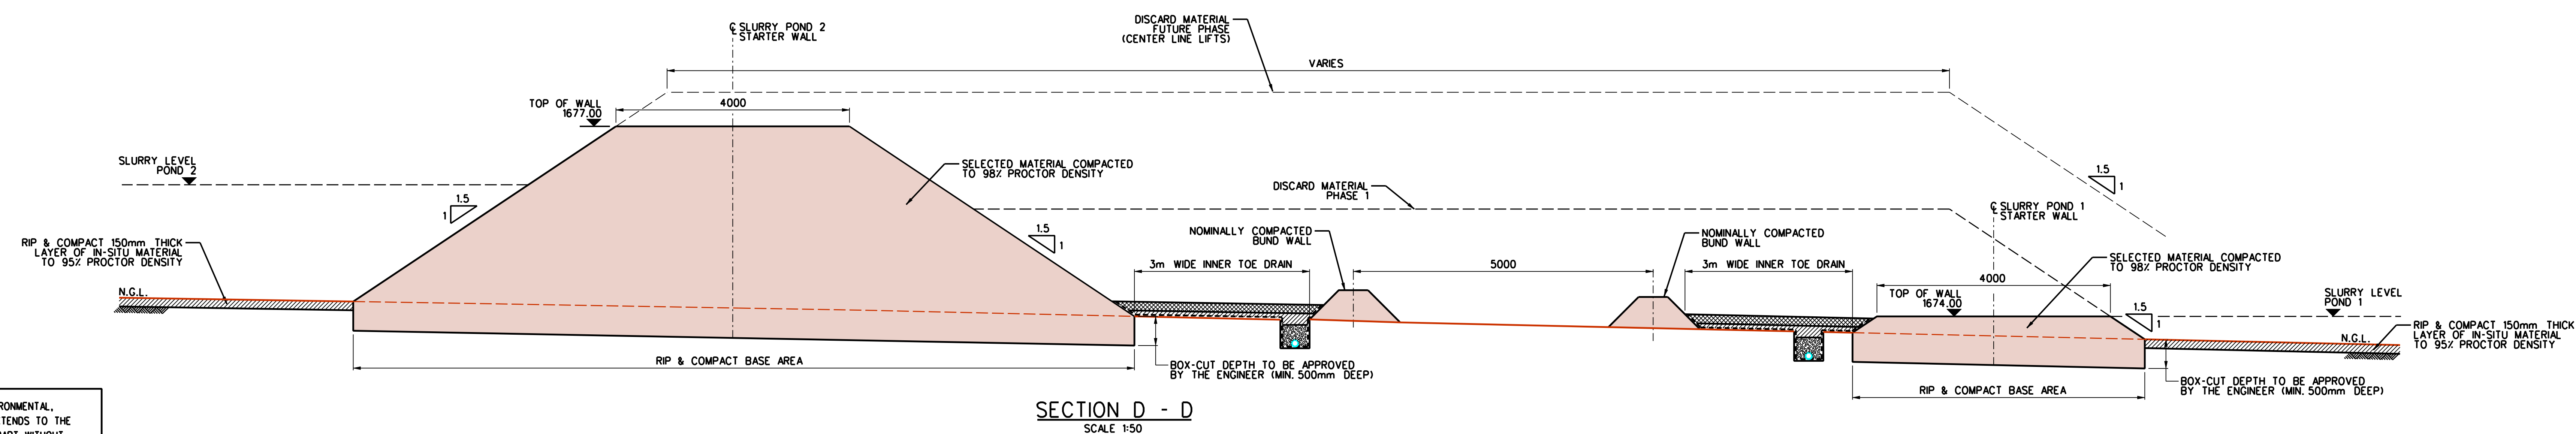 ℄ SLURRY POND 2
STARTER WALL
DISCARD MATERIAL
FUTURE PHASE
(CENTER LINE LIFTS)
VARIES
TOP OF WALL
1677.00
4000
SLURRY LEVEL
POND 2
SELECTED MATERIAL COMPACTED
TO 98% PROCTOR DENSITY
1.5
1
DISCARD MATERIAL
PHASE 1
1.5
1
℄ SLURRY POND 1
STARTER WALL
RIP & COMPACT 150mm THICK
LAYER OF IN-SITU MATERIAL
TO 95% PROCTOR DENSITY
1.5
1
NOMINALLY COMPACTED
BUND WALL
NOMINALLY COMPACTED
BUND WALL
3m WIDE INNER TOE DRAIN
5000
3m WIDE INNER TOE DRAIN
SELECTED MATERIAL COMPACTED
TO 98% PROCTOR DENSITY
4000
N.G.L.
TOP OF WALL
1674.00
1.5
1
SLURRY LEVEL
POND 1
RIP & COMPACT 150mm THICK
LAYER OF IN-SITU MATERIAL
TO 95% PROCTOR DENSITY
N.G.L.
RIP & COMPACT BASE AREA
BOX-CUT DEPTH TO BE APPROVED
BY THE ENGINEER (MIN. 500mm DEEP)
RIP & COMPACT BASE AREA
BOX-CUT DEPTH TO BE APPROVED
BY THE ENGINEER (MIN. 500mm DEEP)
SECTION D - D
SCALE 1:50
RONMENTAL,
TENDS TO THE